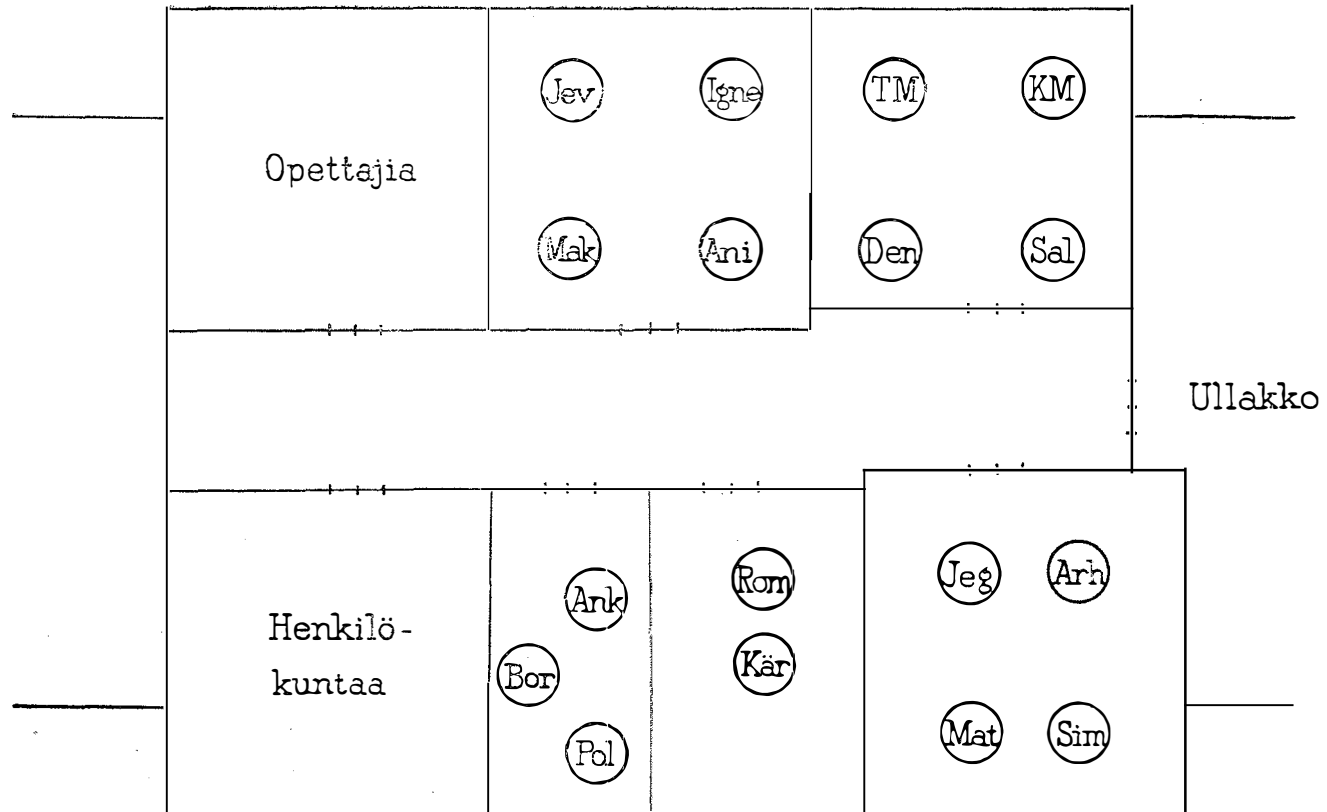 Jev Igne TM KM
Opettajia
Mak Ani Den Sal
Ullakko
Jeg Arh
Rom
Ank
Henkilö-
kuntaa
Kär
Bor
Mat Sim
Pol